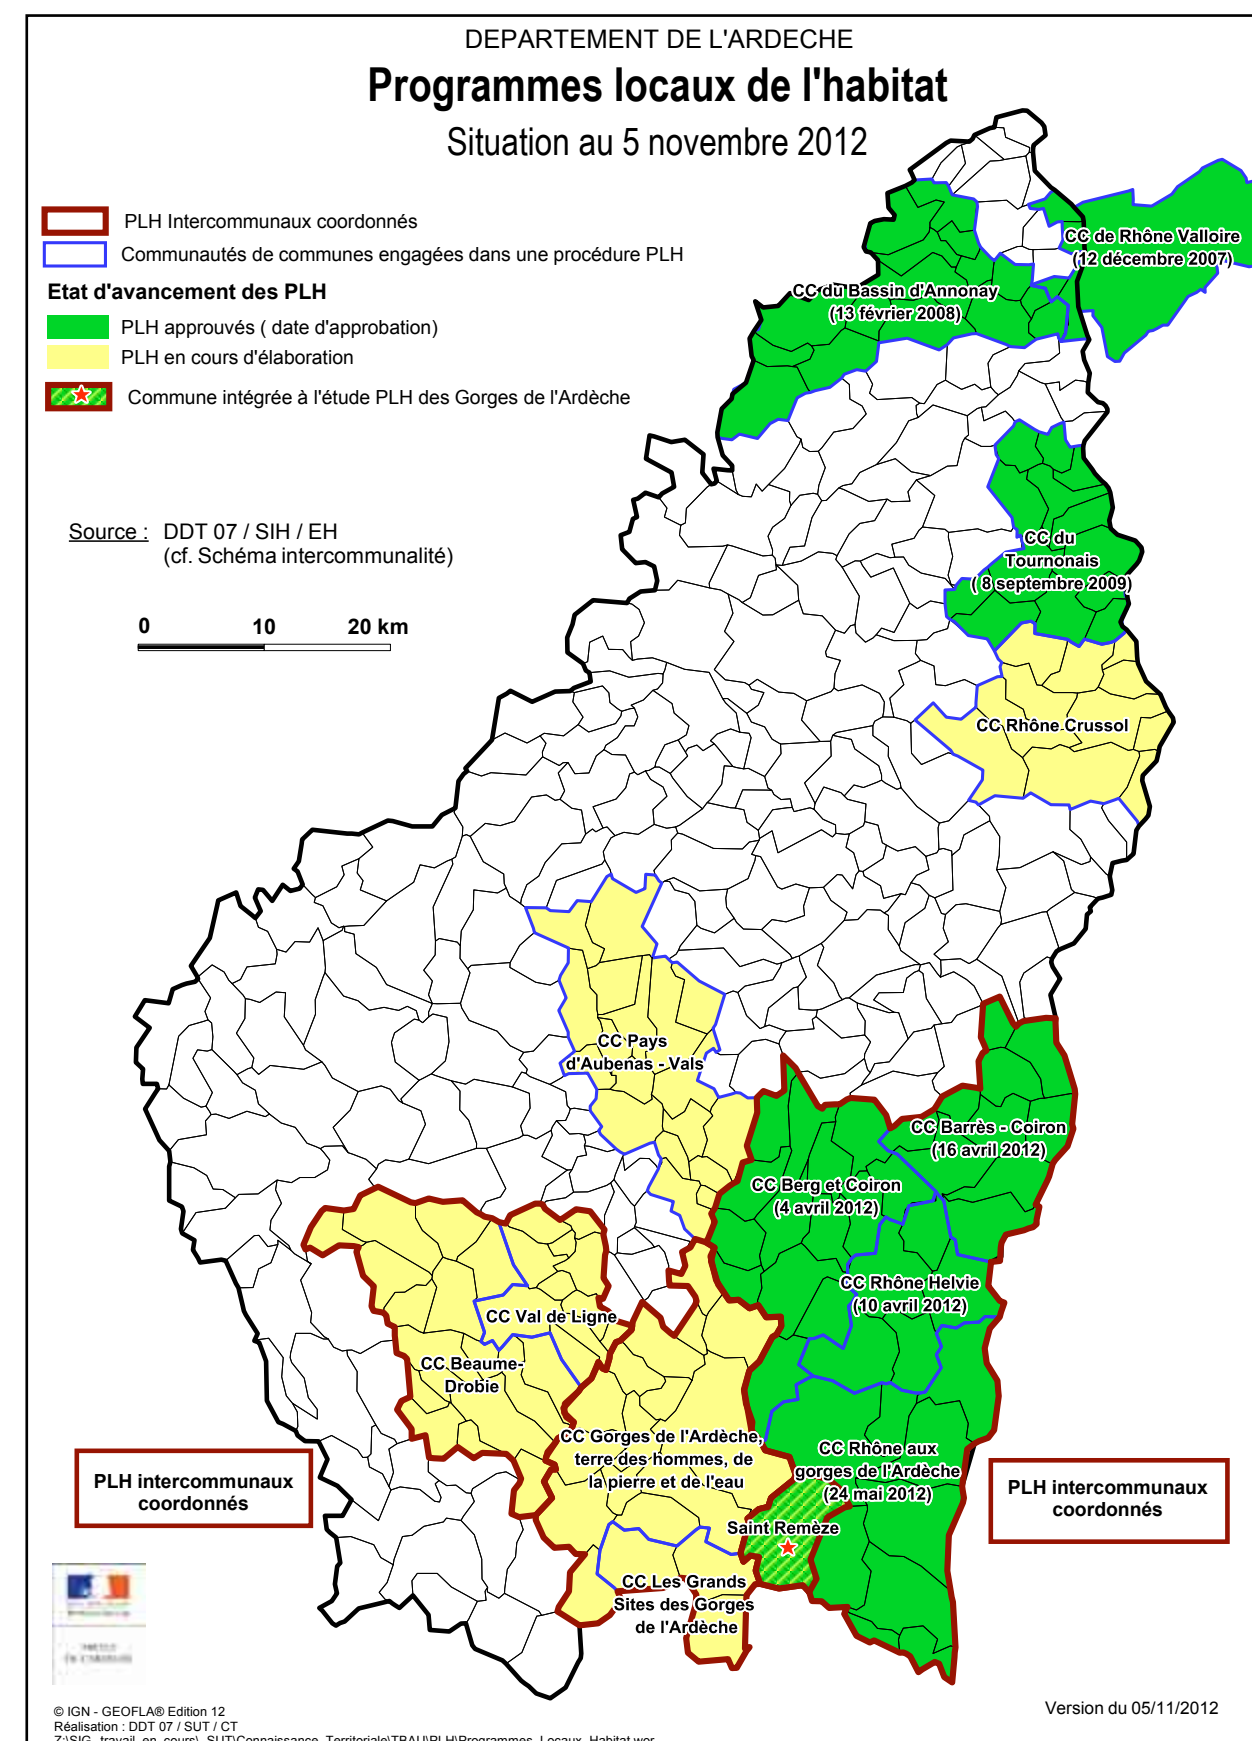 DEPARTEMENT DE L'ARDECHE
Programmes locaux de l'habitat
Situation au 5 novembre 2012
PLH Intercommunaux coordonnés
Communautés de communes engagées dans une procédure PLH
Etat d'avancement des PLH
PLH approuvés ( date d'approbation)
PLH en cours d'élaboration
Commune intégrée à l'étude PLH des Gorges de l'Ardèche
Source : DDT 07 / SIH / EH
(cf. Schéma intercommunalité)
0 10 20 km
CC de Rhône Valloire
(12 décembre 2007)
CC du Bassin d'Annonay
(13 février 2008)
CC du
Tournonais
( 8 septembre 2009)
CC Rhône Crussol
CC Pays
d'Aubenas - Vals
CC Barrès - Coiron
(16 avril 2012)
CC Berg et Coiron
(4 avril 2012)
CC Rhône Helvie
(10 avril 2012)
CC Val de Ligne
CC Beaume-
Drobie
CC Gorges de l'Ardèche,
terre des hommes, de
la pierre et de l'eau
CC Rhône aux
gorges de l'Ardèche
(24 mai 2012)
Saint Remèze
CC Les Grands
Sites des Gorges
de l'Ardèche
PLH intercommunaux
coordonnés
PLH intercommunaux
coordonnés
© IGN - GEOFLA® Edition 12
Réalisation : DDT 07 / SUT / CT
Z:\SIG_travail_en_cours\_SUT\Connaissance_Territoriale\TBAU\PLH\Programmes_Locaux_Habitat.wor
Version du 05/11/2012